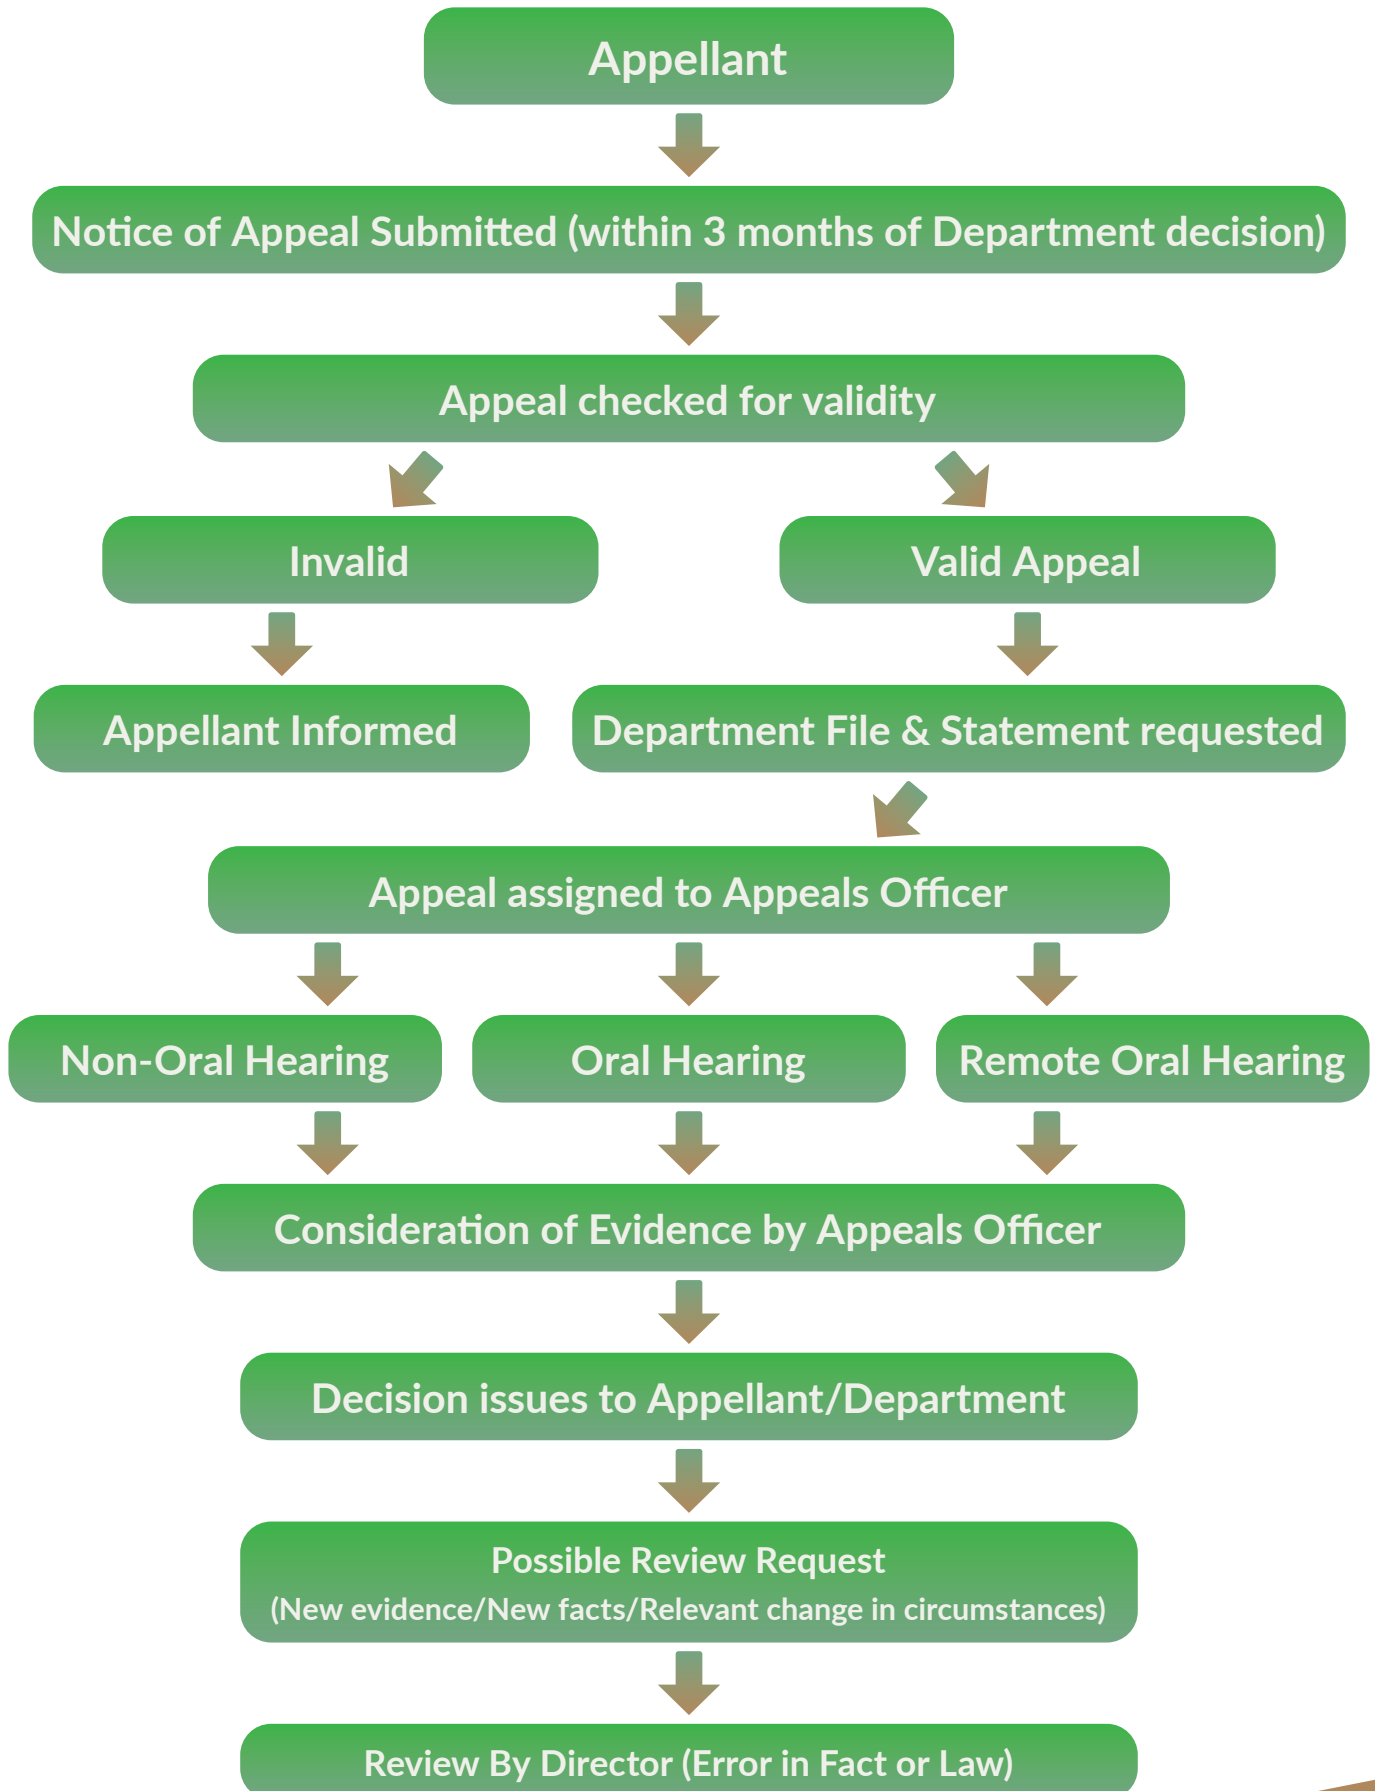 Appellant
Notice of Appeal Submitted (within 3 months of Department decision)
Appeal checked for validity
Invalid
Valid Appeal
Appellant Informed
Department File & Statement requested
Appeal assigned to Appeals Officer
Non-Oral Hearing
Oral Hearing
Remote Oral Hearing
Consideration of Evidence by Appeals Officer
Decision issues to Appellant/Department
Possible Review Request
(New evidence/New facts/Relevant change in circumstances)
Review By Director (Error in Fact or Law)